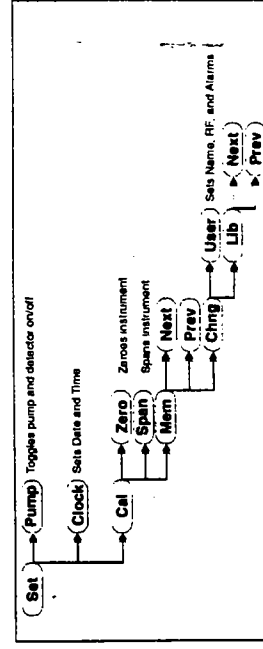 Set
Pump Toggles pump and detector on/off
Clock Sets Date and Time
Cal
Zero Zeroes instrument
Span Spans instrument
Mem
Next
Prev
Chng
User Sets Name, RF, and Alarms
Lib
Next
Prev